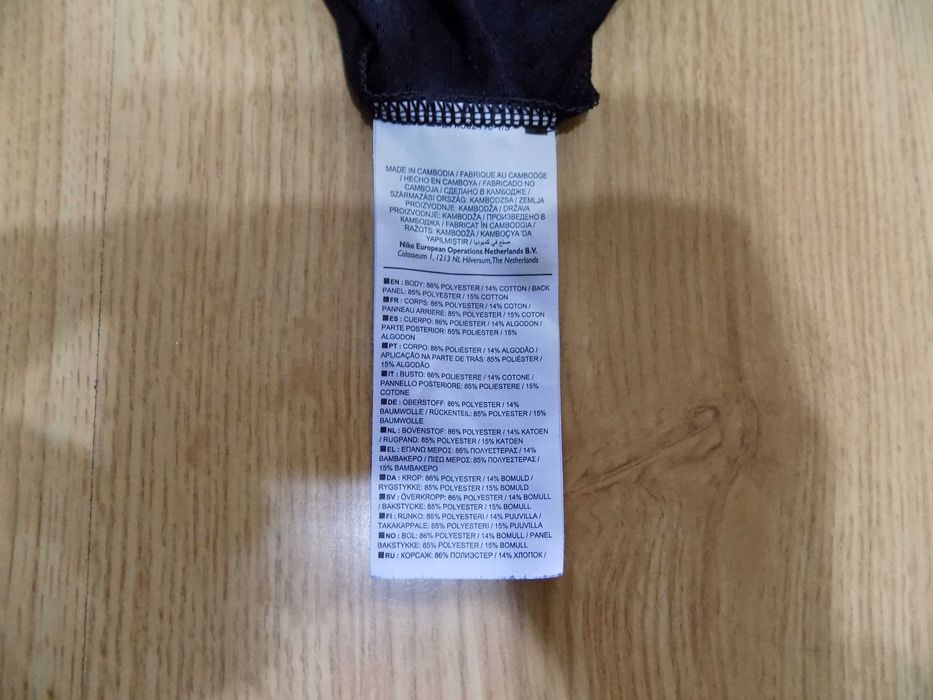 MADE IN CAMBODIA / FABRIQUE AU CAMBODGE
/ HECHO EN CAMBOYA / FABRICADO NO
CAMBOJA / СДЕЛАНО В КАМБОДЖЕ /
SZÁRMAZÁSI ORSZÁG: KAMBODZSA / ZEMLJA
PROIZVODNJE: KAMBODŽA / DRŽAVA
PROIZVODNJE: KAMBODŽA / ПРОИЗВЕДЕНО В
КАМБОДЖА / FABRICAT ÎN CAMBODGIA /
RAŽOTS: KAMBODŽĀ / KAMBOÇYA 'DA
YAPILMIŞTIR / صنع في كمبوديا
Nike European Operations Netherlands B.V.
Colosseum 1, 1213 NL Hilversum, The Netherlands
EN : BODY: 86% POLYESTER / 14% COTTON / BACK
PANEL: 85% POLYESTER / 15% COTTON
FR : CORPS: 86% POLYESTER / 14% COTON /
PANNEAU ARRIERE: 85% POLYESTER / 15% COTON
ES : CUERPO: 86% POLIESTER / 14% ALGODON /
PARTE POSTERIOR: 85% POLIESTER / 15%
ALGODON
PT : CORPO: 86% POLIÉSTER / 14% ALGODÃO /
APLICAÇÃO NA PARTE DE TRÁS: 85% POLIÉSTER /
15% ALGODÃO
IT : BUSTO: 86% POLIESTERE / 14% COTONE /
PANNELLO POSTERIORE: 85% POLIESTERE / 15%
COTONE
DE : OBERSTOFF: 86% POLYESTER / 14%
BAUMWOLLE / RÜCKENTEIL: 85% POLYESTER / 15%
BAUMWOLLE
NL : BOVENSTOF: 86% POLYESTER / 14% KATOEN
/ RUGPAND: 85% POLYESTER / 15% KATOEN
EL : ΕΠΑΝΩ ΜΕΡΟΣ: 86% ΠΟΛΥΕΣΤΕΡΑΣ / 14%
ΒΑΜΒΑΚΕΡΟ / ΠΙΣΩ ΜΕΡΟΣ: 85% ΠΟΛΥΕΣΤΕΡΑΣ /
15% ΒΑΜΒΑΚΕΡΟ
DA : KROP: 86% POLYESTER / 14% BOMULD /
RYGSTYKKE: 85% POLYESTER / 15% BOMULD
SV : ÖVERKROPP: 86% POLYESTER / 14% BOMULL
/ BAKSTYCKE: 85% POLYESTER / 15% BOMULL
FI : RUNKO: 86% POLYESTERI / 14% PUUVILLA /
TAKAKAPPALE: 85% POLYESTERI / 15% PUUVILLA
NO : BOL: 86% POLYESTER / 14% BOMULL / PANEL
BAKSTYKKE: 85% POLYESTER / 15% BOMULL
RU : КОРСАЖ: 86% ПОЛИЭСТЕР / 14% ХЛОПОК /